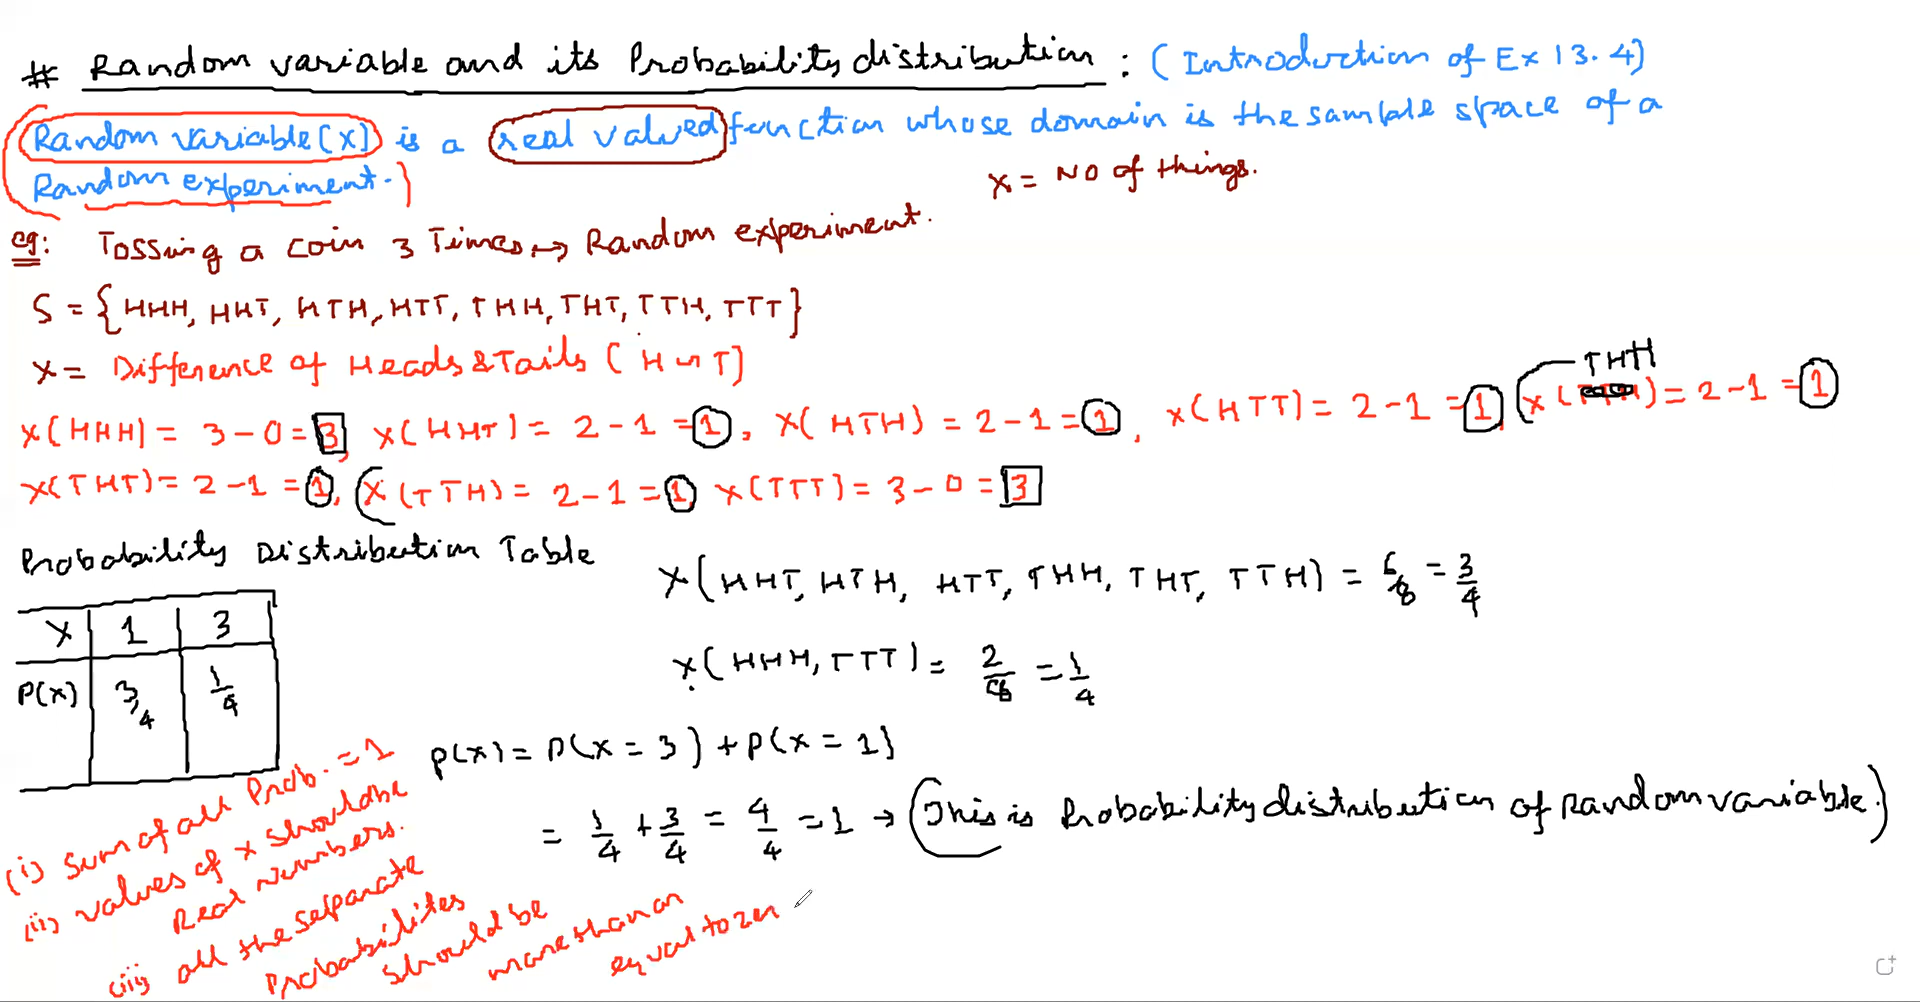 # Random variable and its Probability distribution : (Introduction of Ex 13.4)
Random variable (X) is a real valued function whose domain is the sample space of a
Random experiment.
X = NO of things.
eg: Tossing a coin 3 Times → Random experiment.
S = {HHH, HHT, HTH, HTT, THH, THT, TTH, TTT}
X = Difference of Heads & Tails (H ~ T)
THH
X(HHH) = 3-0 = 3, X(HHT) = 2-1 = 1, X(HTH) = 2-1 = 1, X(HTT) = 2-1 = 1, X( ) = 2-1 = 1
X(THT) = 2-1 = 1, X(TTH) = 2-1 = 1, X(TTT) = 3-0 = 3
Probability Distribution Table
X 1 3
P(X) 3/4 1/4
X(HHT, HTH, HTT, THH, THT, TTH) = 6/8 = 3/4
X(HHH, TTT) = 2/8 = 1/4
P(X) = P(X = 3) + P(X = 1)
= 1/4 + 3/4 = 4/4 = 1 → (This is Probability distribution of Random variable.)
(i) Sum of all Prob. = 1
(ii) values of X should be
Real Numbers.
(iii) all the separate
Probabilites
should be
more than or
equal to zer